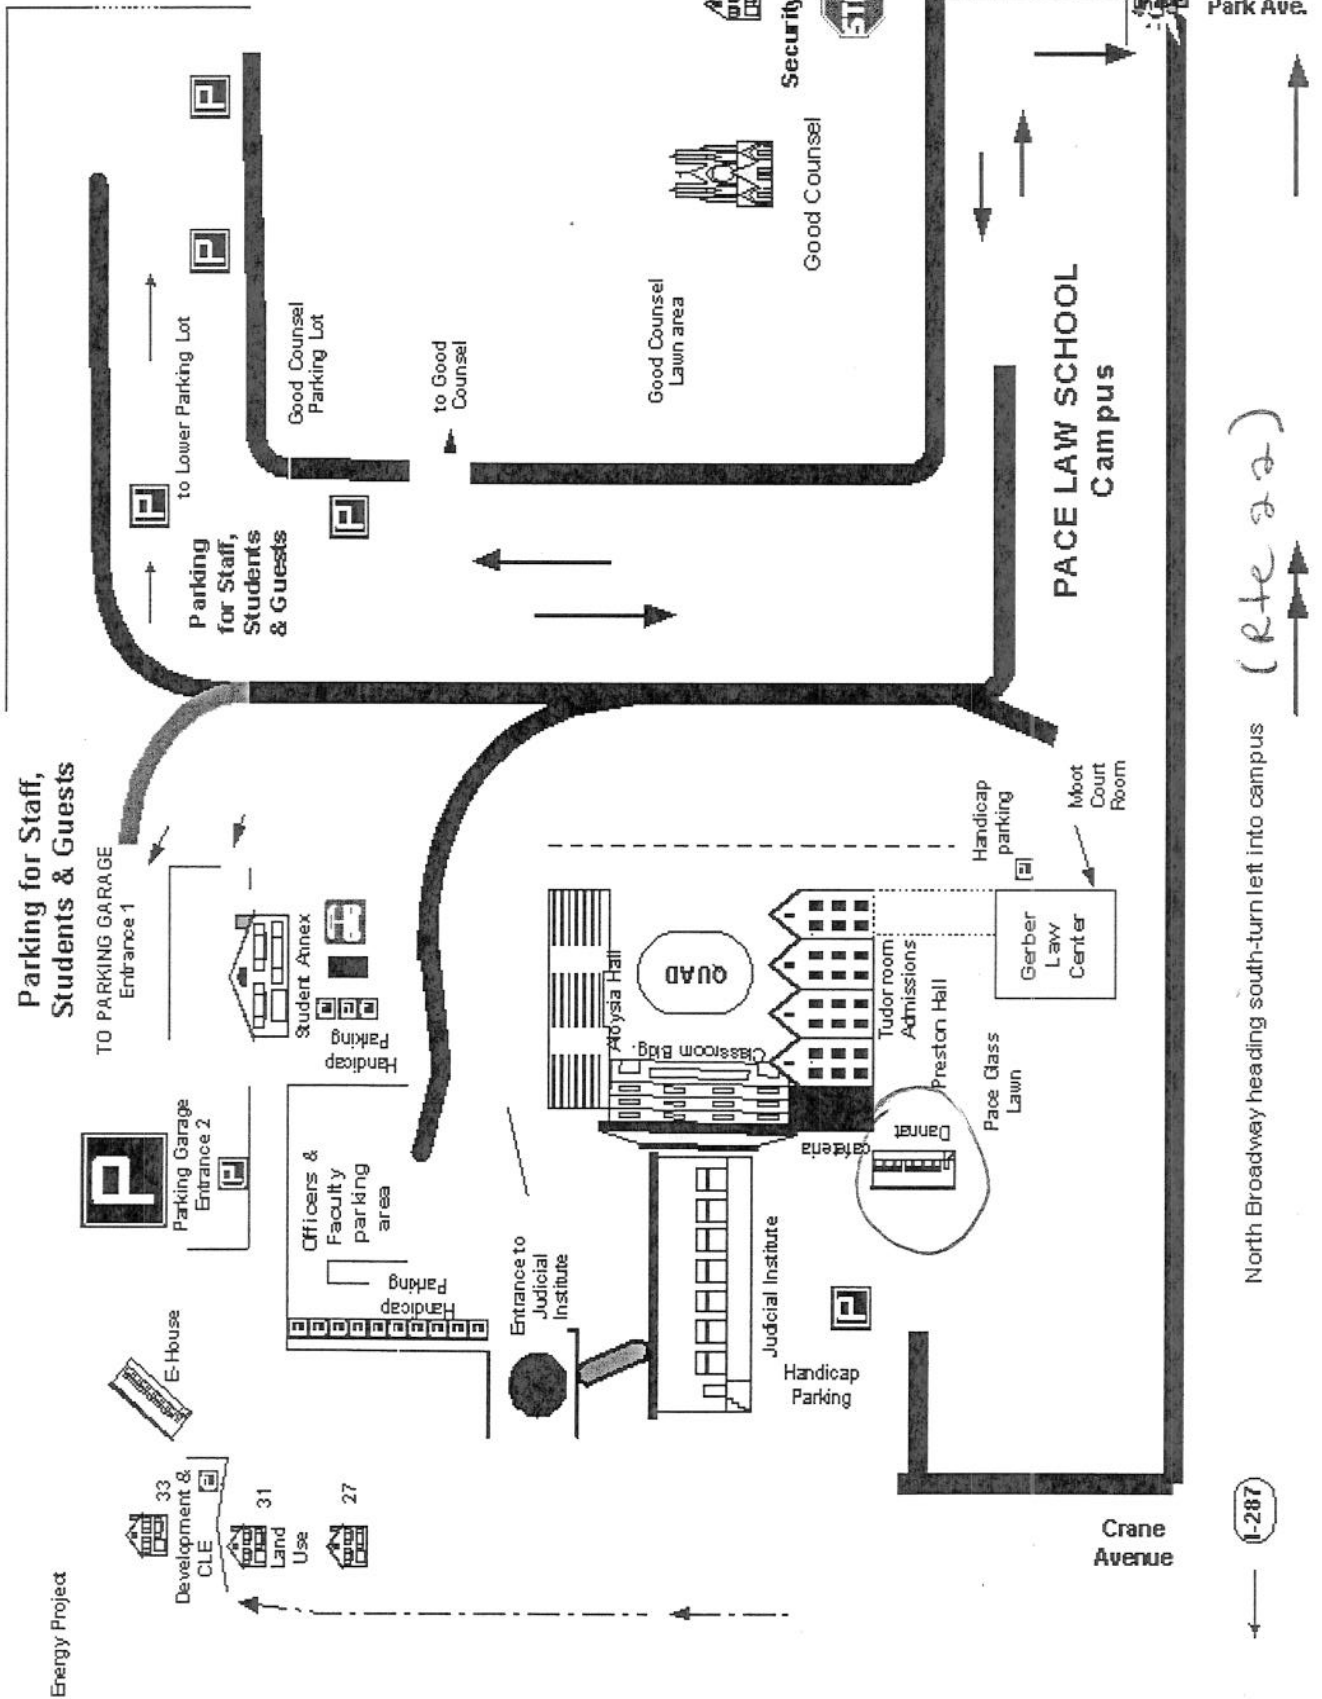 Energy Project
33
Development &
CLE
31
Land
Use
27
E-House
P
Parking Garage
Entrance 2
P
Parking for Staff,
Students & Guests
TO PARKING GARAGE
Entrance 1
Student Annex
Handicap
Parking
Officers &
Faculty
parking
area
Handicap
Parking
Entrance to
Judicial
Institute
Parking
for Staff,
Students
& Guests
P
to Lower Parking Lot
P
P
P
Good Counsel
Parking Lot
to Good
Counsel
Good Counsel
Lawn area
Good Counsel
Security
Aloysia Hall
QUAD
Classroom Bldg.
Tudor room
Admissions
Preston Hall
cafeteria
Dannat
Pace Glass
Lawn
Judicial Institute
Handicap
Parking
P
Handicap
parking
Gerber
Law
Center
Moot
Court
Room
PACE LAW SCHOOL
Campus
Crane
Avenue
I-287
North Broadway heading south-turn left into campus
(Rte 22)
Park Ave.